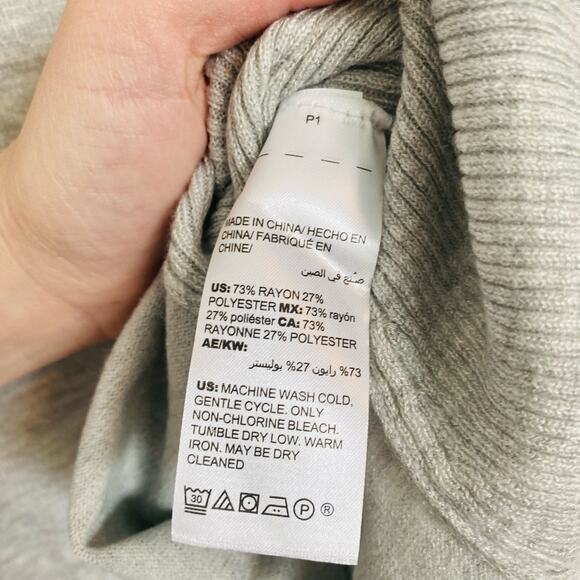 P1
MADE IN CHINA/ HECHO EN
CHINA/ FABRIQUÉ EN
CHINE/
صنع في الصين
US: 73% RAYON 27%
POLYESTER MX: 73% rayón
27% poliéster CA: 73%
RAYONNE 27% POLYESTER
AE/KW:
73% رايون 27% بوليستر
US: MACHINE WASH COLD,
GENTLE CYCLE. ONLY
NON-CHLORINE BLEACH.
TUMBLE DRY LOW. WARM
IRON. MAY BE DRY
CLEANED
30 P ®